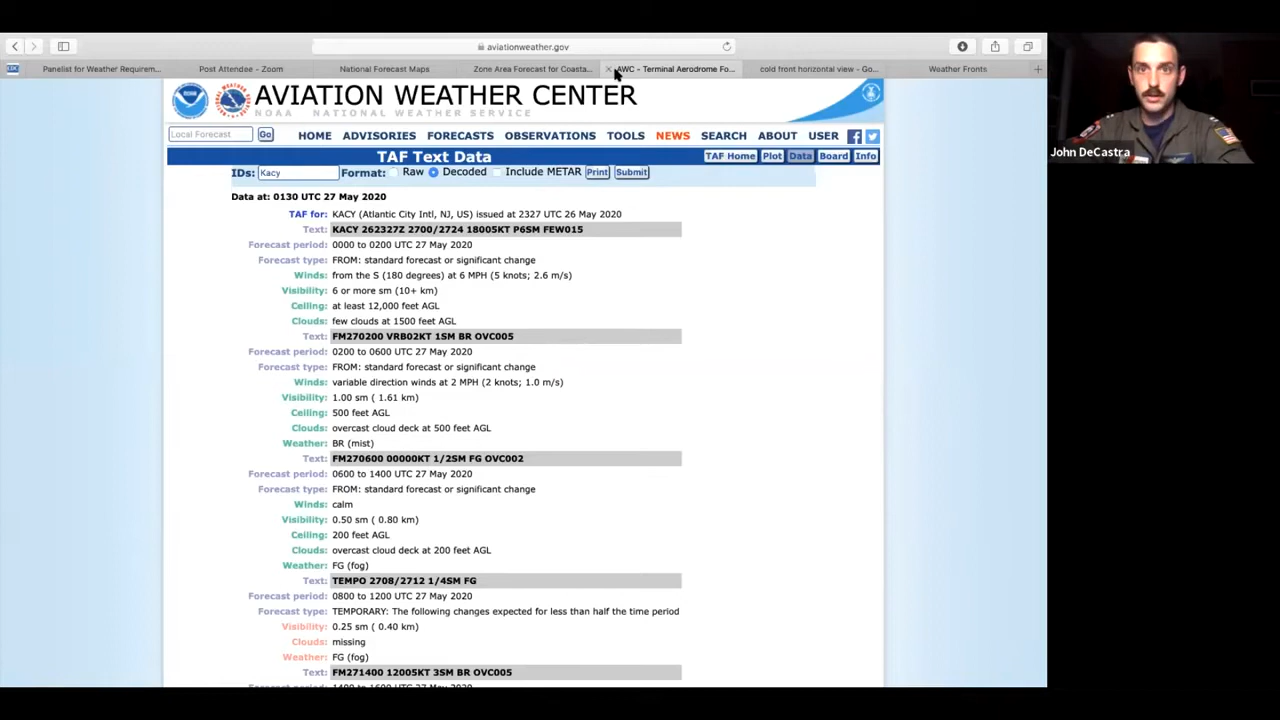 aviationweather.gov
Panelist for Weather Requirem... Post Attendee - Zoom National Forecast Maps Zone Area Forecast for Coasta... AWC - Terminal Aerodrome Fo... cold front horizontal view - Go... Weather Fronts
AVIATION WEATHER CENTER
NOAA NATIONAL WEATHER SERVICE
Local Forecast Go HOME ADVISORIES FORECASTS OBSERVATIONS TOOLS NEWS SEARCH ABOUT USER
TAF Text Data TAF Home Plot Data Board Info
IDs: Kacy Format: Raw Decoded Include METAR Print Submit
Data at: 0130 UTC 27 May 2020
TAF for: KACY (Atlantic City Intl, NJ, US) issued at 2327 UTC 26 May 2020
Text: KACY 262327Z 2700/2724 18005KT P6SM FEW015
Forecast period: 0000 to 0200 UTC 27 May 2020
Forecast type: FROM: standard forecast or significant change
Winds: from the S (180 degrees) at 6 MPH (5 knots; 2.6 m/s)
Visibility: 6 or more sm (10+ km)
Ceiling: at least 12,000 feet AGL
Clouds: few clouds at 1500 feet AGL
Text: FM270200 VRB02KT 1SM BR OVC005
Forecast period: 0200 to 0600 UTC 27 May 2020
Forecast type: FROM: standard forecast or significant change
Winds: variable direction winds at 2 MPH (2 knots; 1.0 m/s)
Visibility: 1.00 sm ( 1.61 km)
Ceiling: 500 feet AGL
Clouds: overcast cloud deck at 500 feet AGL
Weather: BR (mist)
Text: FM270600 00000KT 1/2SM FG OVC002
Forecast period: 0600 to 1400 UTC 27 May 2020
Forecast type: FROM: standard forecast or significant change
Winds: calm
Visibility: 0.50 sm ( 0.80 km)
Ceiling: 200 feet AGL
Clouds: overcast cloud deck at 200 feet AGL
Weather: FG (fog)
Text: TEMPO 2708/2712 1/4SM FG
Forecast period: 0800 to 1200 UTC 27 May 2020
Forecast type: TEMPORARY: The following changes expected for less than half the time period
Visibility: 0.25 sm ( 0.40 km)
Clouds: missing
Weather: FG (fog)
Text: FM271400 12005KT 3SM BR OVC005
Forecast period: 1400 to 1600 UTC 27 May 2020
John DeCastra